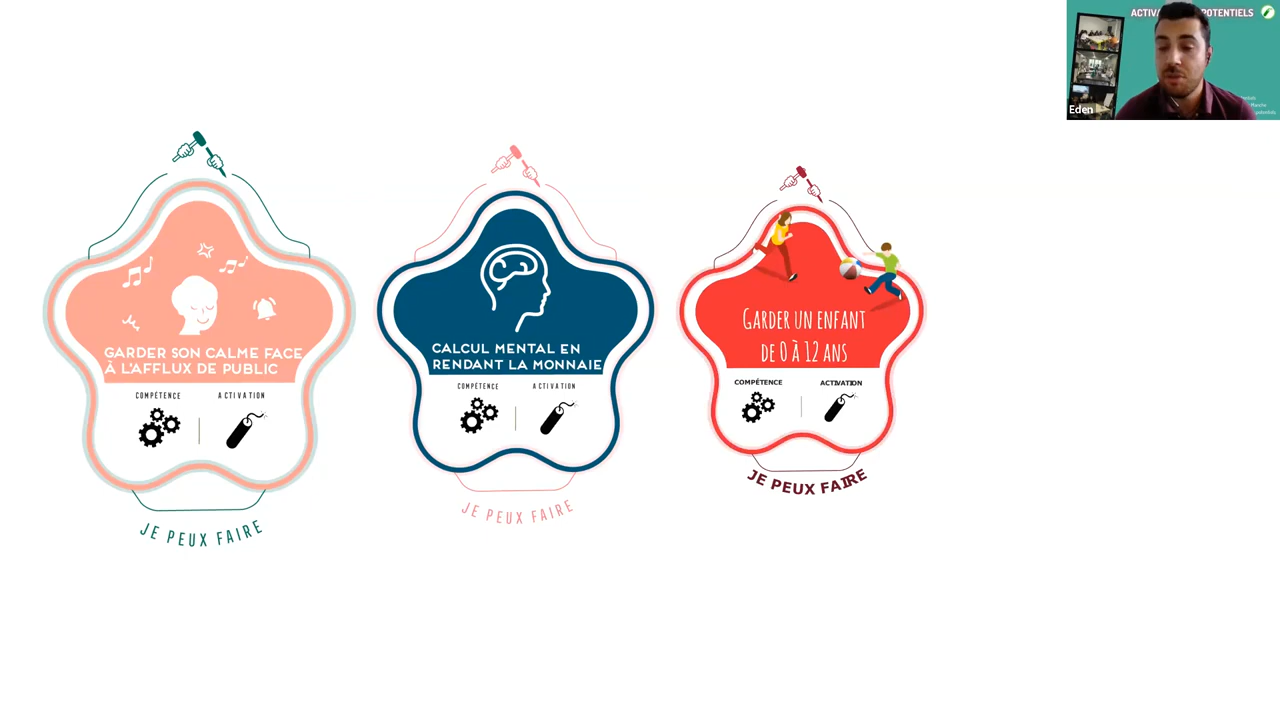 ACTIVA
POTENTIELS
Eden
GARDER SON CALME FACE
À L'AFFLUX DE PUBLIC
COMPÉTENCE
ACTIVATION
JE PEUX FAIRE
CALCUL MENTAL EN
RENDANT LA MONNAIE
COMPÉTENCE
ACTIVATION
JE PEUX FAIRE
GARDER UN ENFANT
DE 0 À 12 ANS
COMPÉTENCE
ACTIVATION
JE PEUX FAIRE